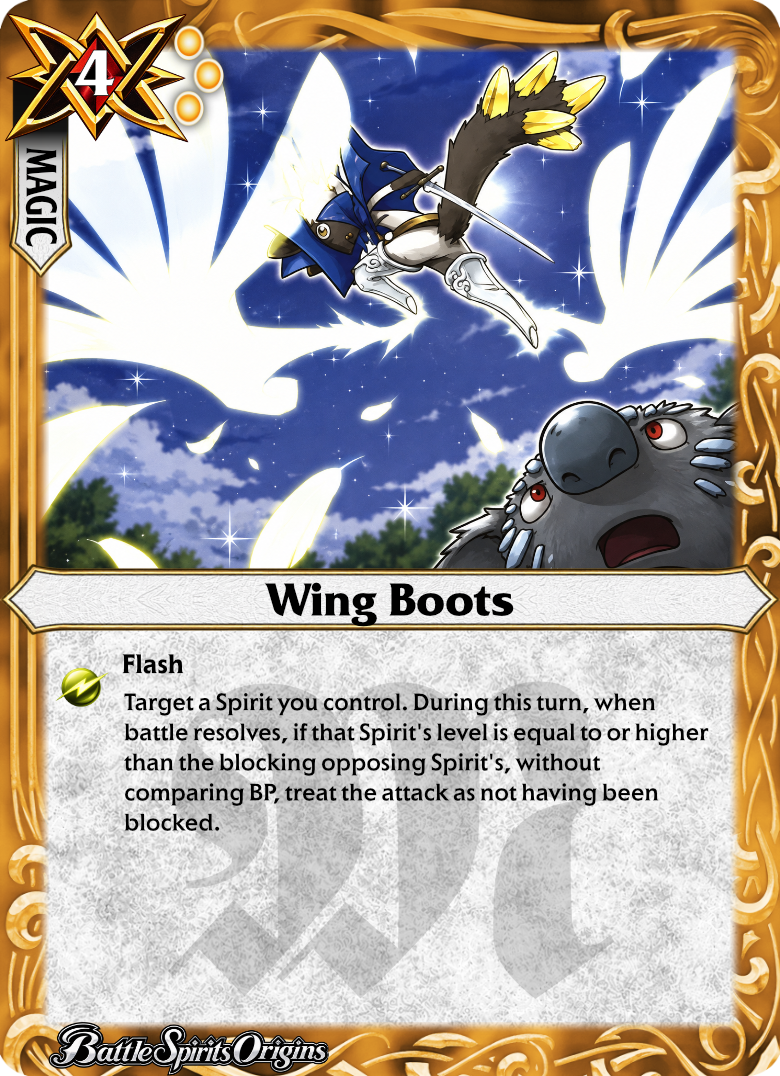 4
MAGIC
Wing Boots
Flash
Target a Spirit you control. During this turn, when
battle resolves, if that Spirit's level is equal to or higher
than the blocking opposing Spirit's, without
comparing BP, treat the attack as not having been
blocked.
Battle Spirits Origins